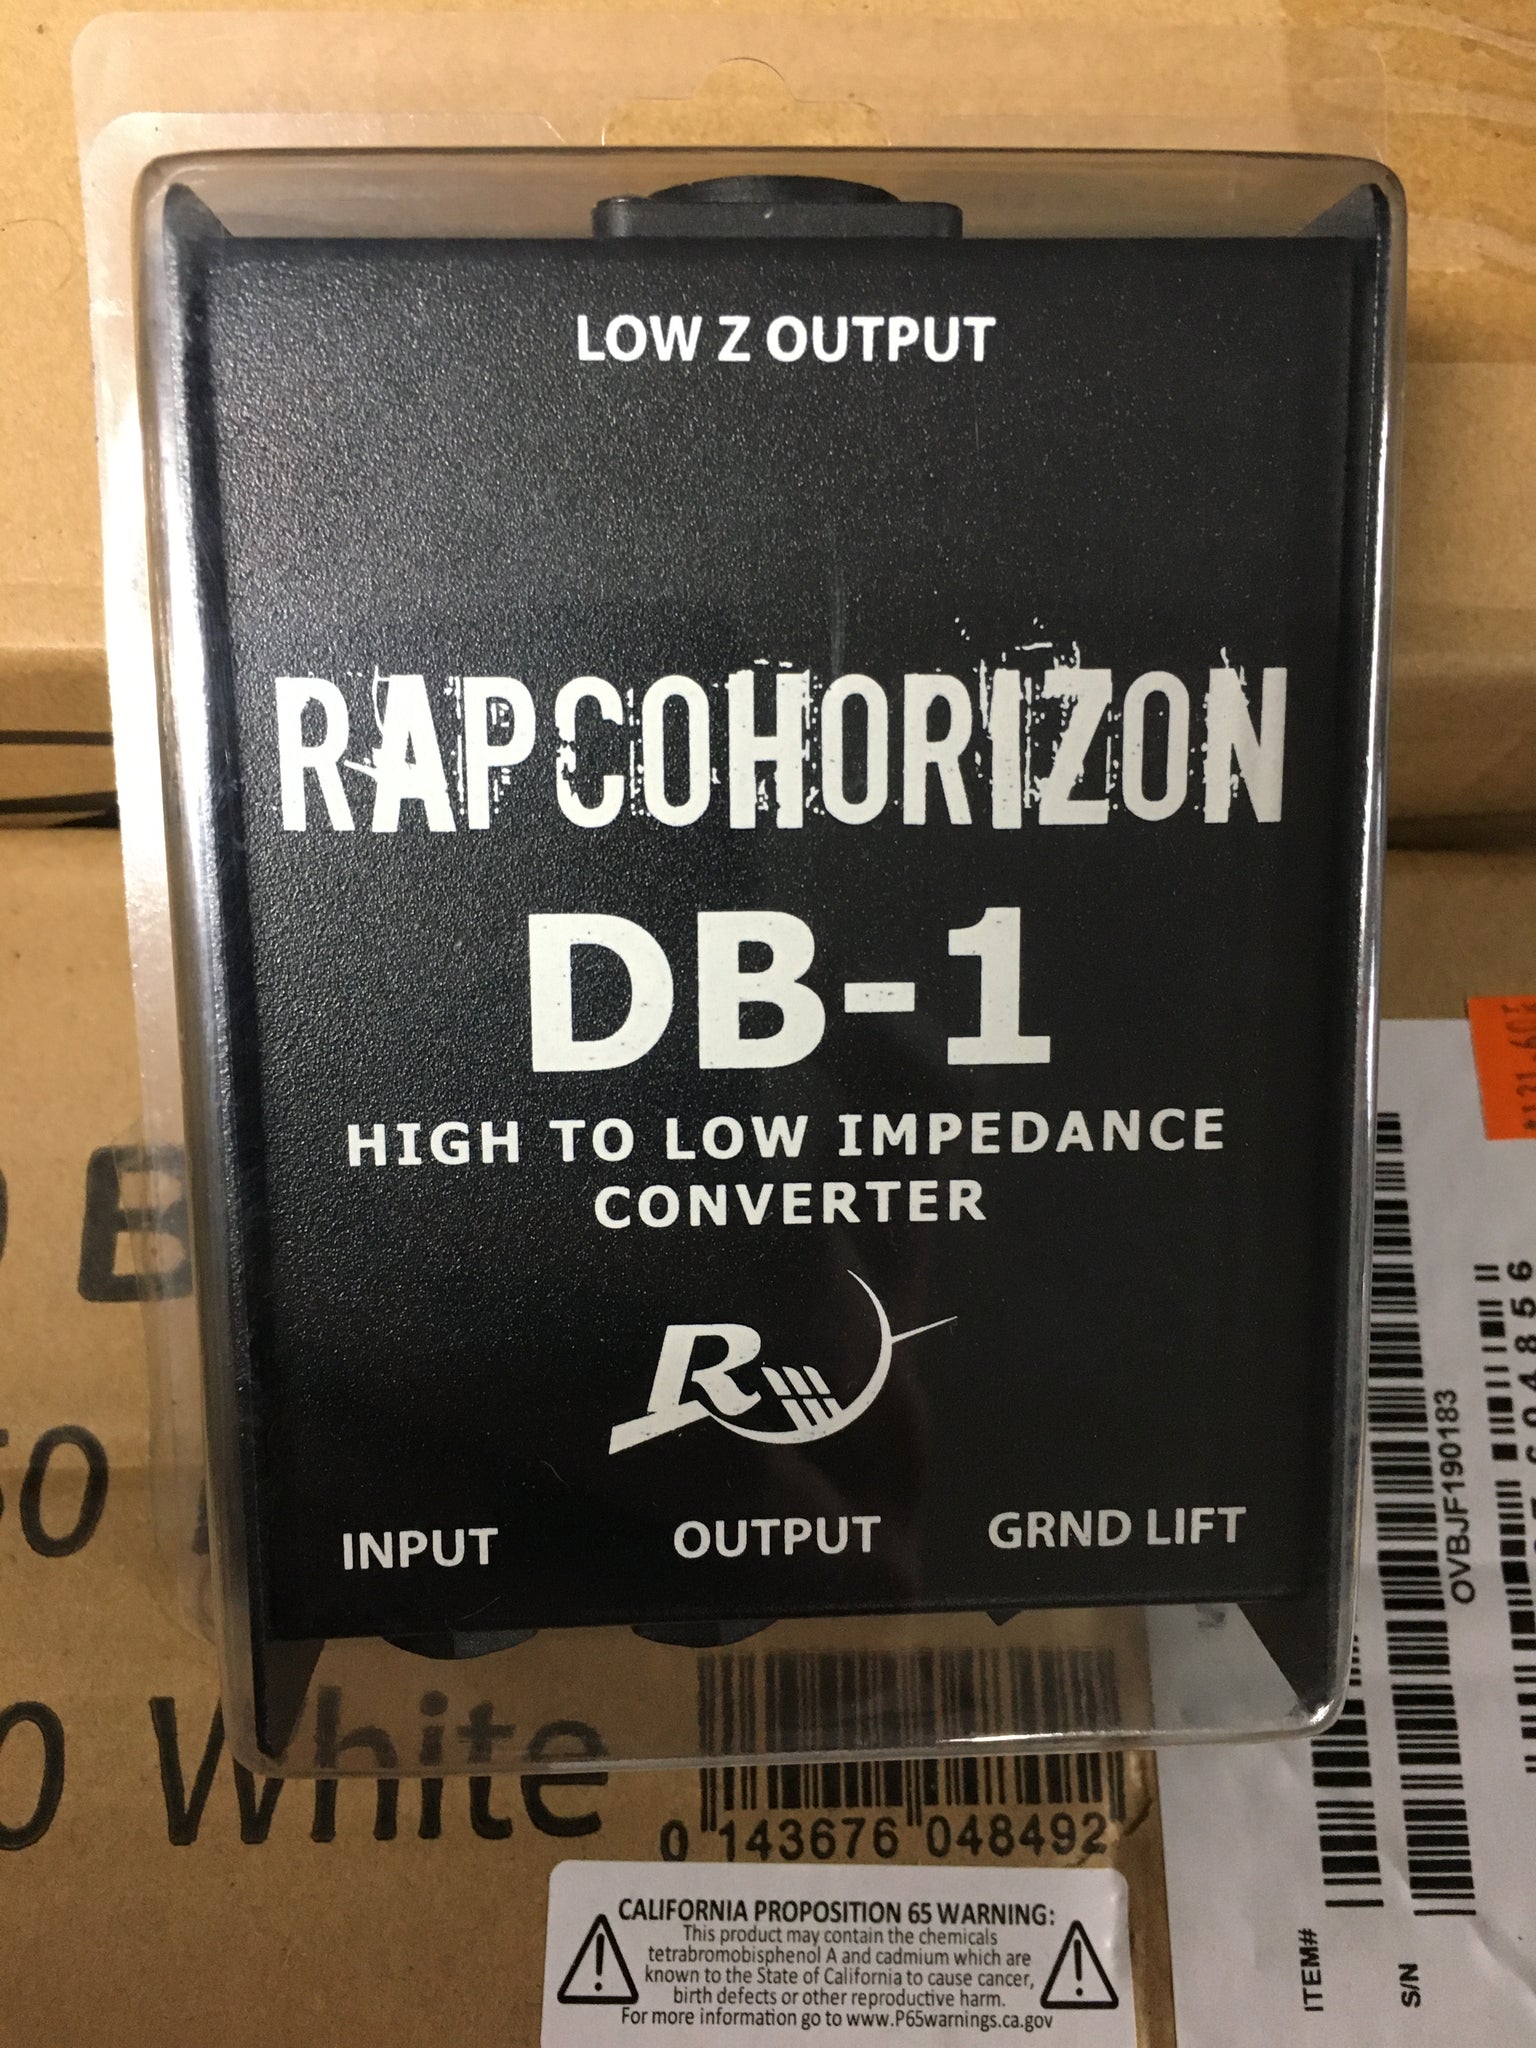 LOW Z OUTPUT
RAPCOHORIZON
DB-1
HIGH TO LOW IMPEDANCE
CONVERTER
R
INPUT
OUTPUT
GRND LIFT
B
50
0 White
0 143676 048492
CALIFORNIA PROPOSITION 65 WARNING:
This product may contain the chemicals
tetrabromobisphenol A and cadmium which are
known to the State of California to cause cancer,
birth defects or other reproductive harm.
For more information go to www.P65warnings.ca.gov
ITEM#
OVBJF190183
S/N